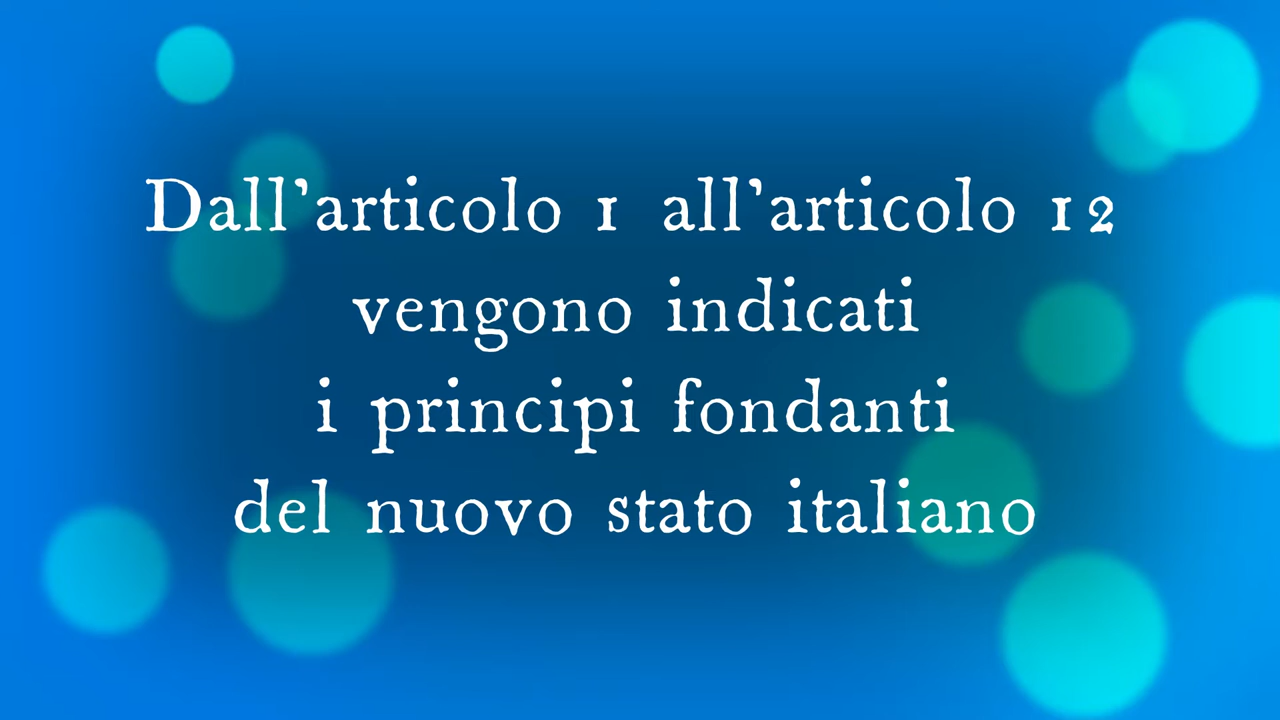 Dall'articolo 1 all'articolo 12
vengono indicati
i principi fondanti
del nuovo stato italiano